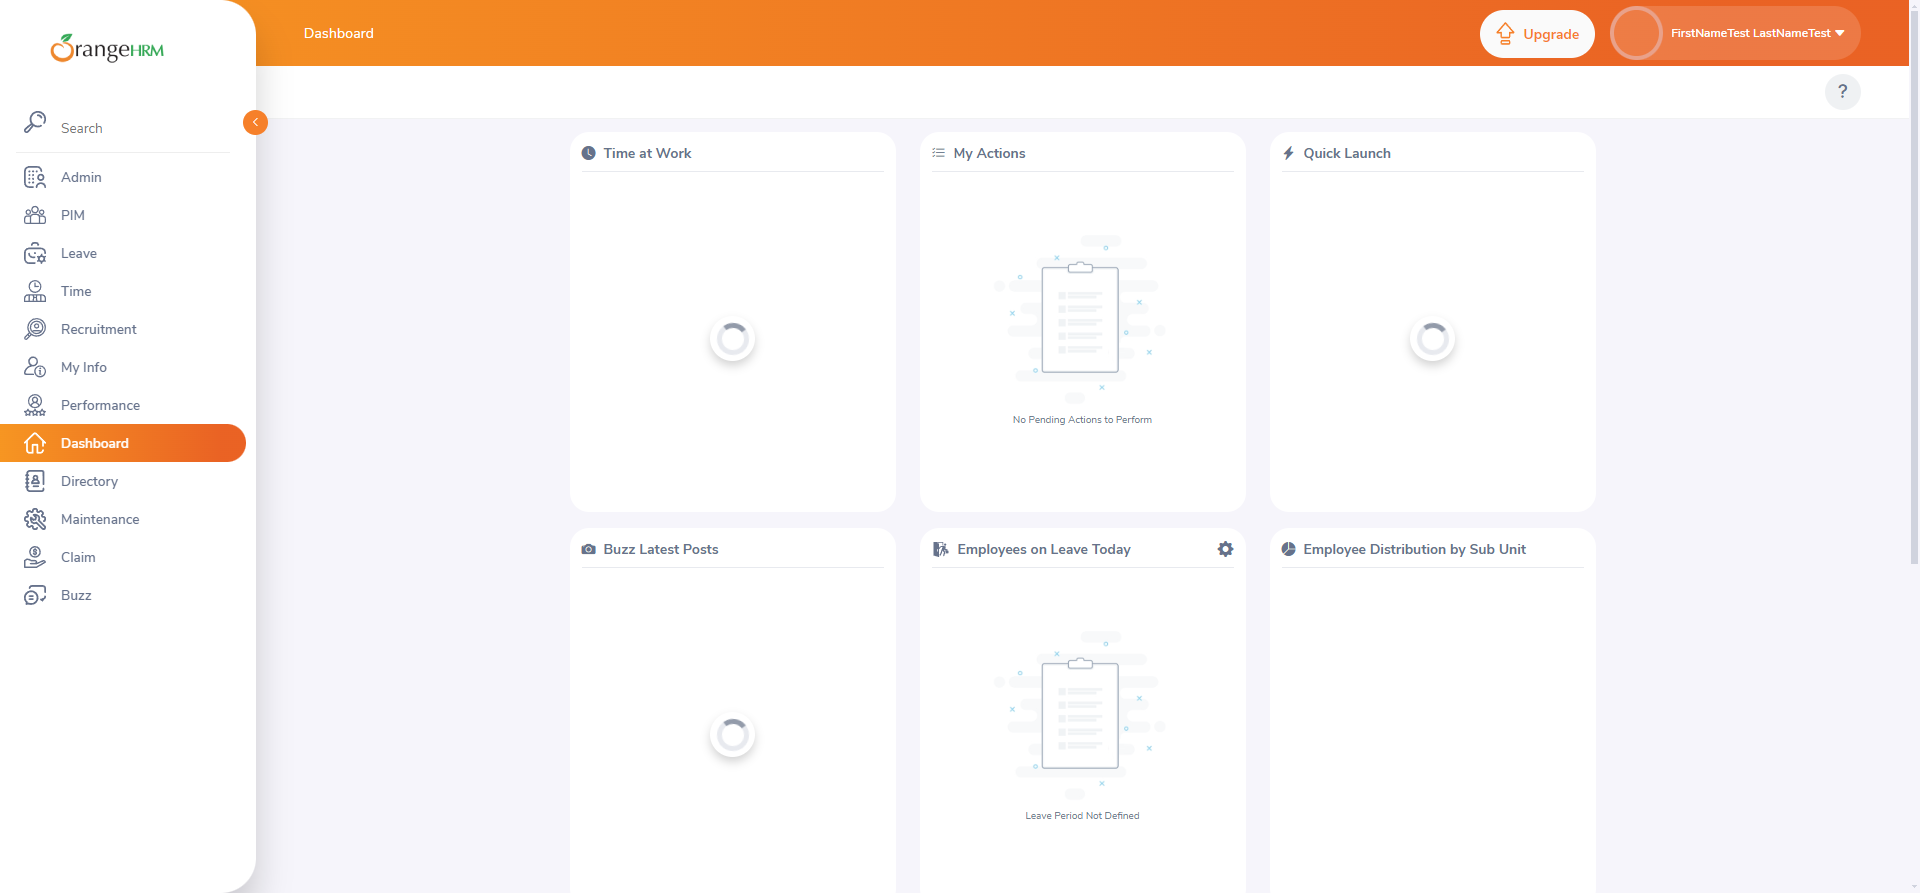 OrangeHRM
Dashboard
Upgrade
FirstNameTest LastNameTest
?
Search
Admin
PIM
Leave
Time
Recruitment
My Info
Performance
Dashboard
Directory
Maintenance
Claim
Buzz
Time at Work
My Actions
No Pending Actions to Perform
Quick Launch
Buzz Latest Posts
Employees on Leave Today
Leave Period Not Defined
Employee Distribution by Sub Unit